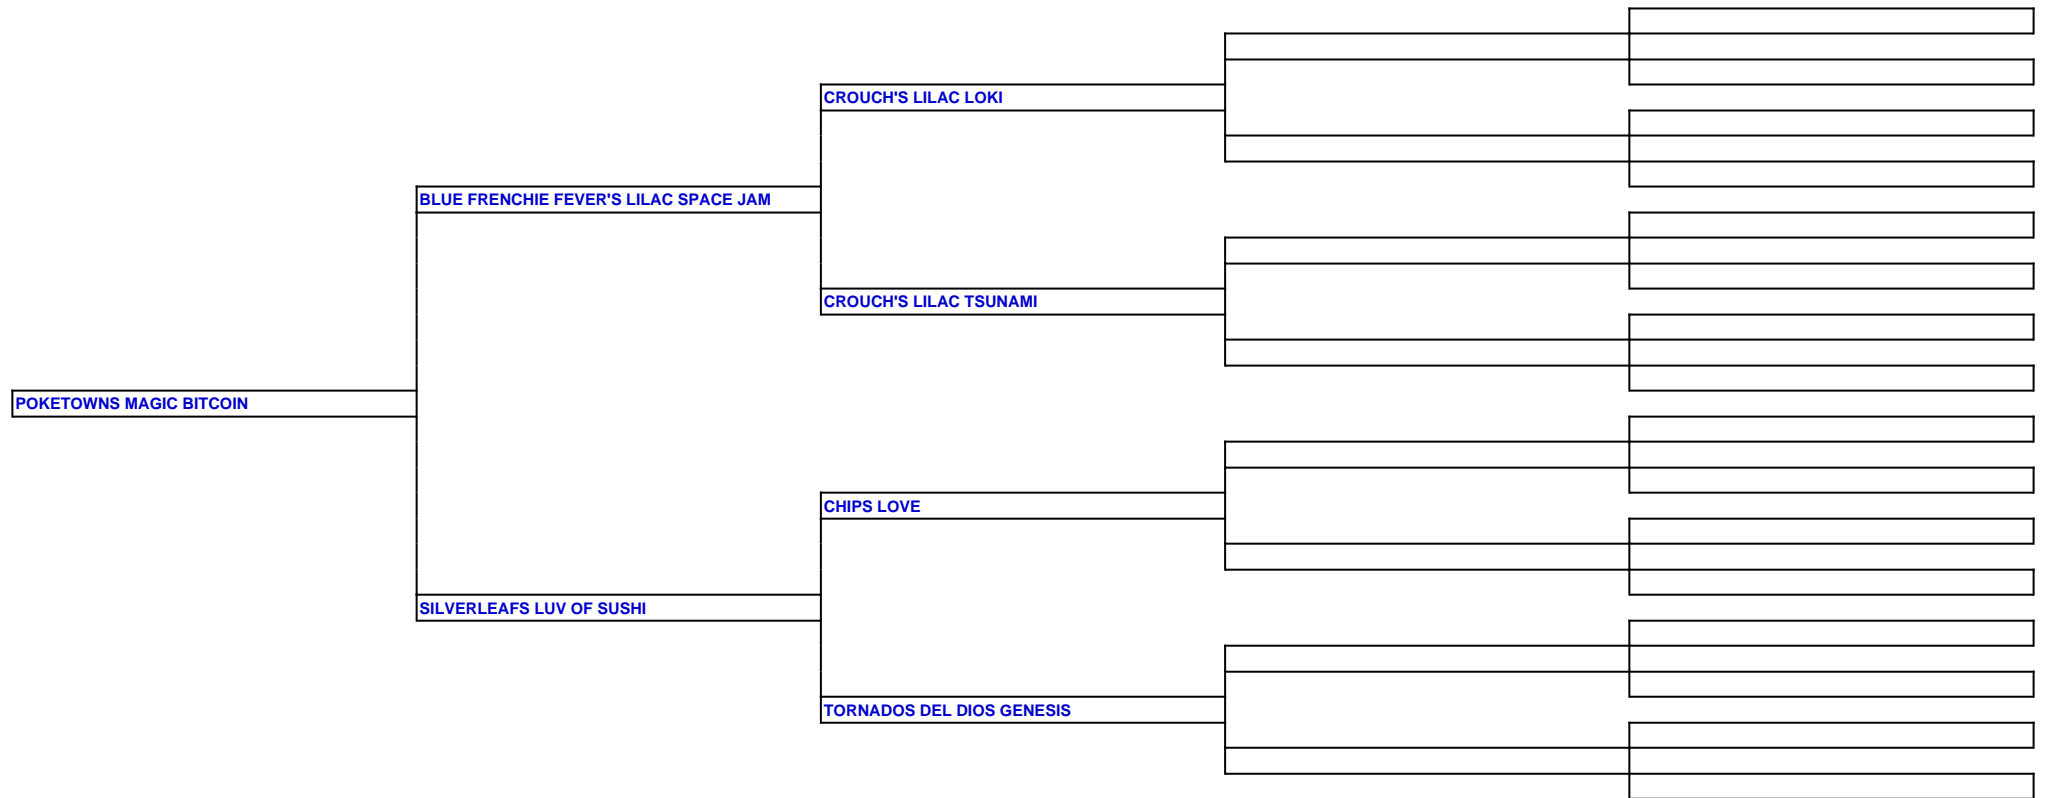 CROUCH'S LILAC LOKI
BLUE FRENCHIE FEVER'S LILAC SPACE JAM
CROUCH'S LILAC TSUNAMI
POKETOWNS MAGIC BITCOIN
CHIPS LOVE
SILVERLEAFS LUV OF SUSHI
TORNADOS DEL DIOS GENESIS